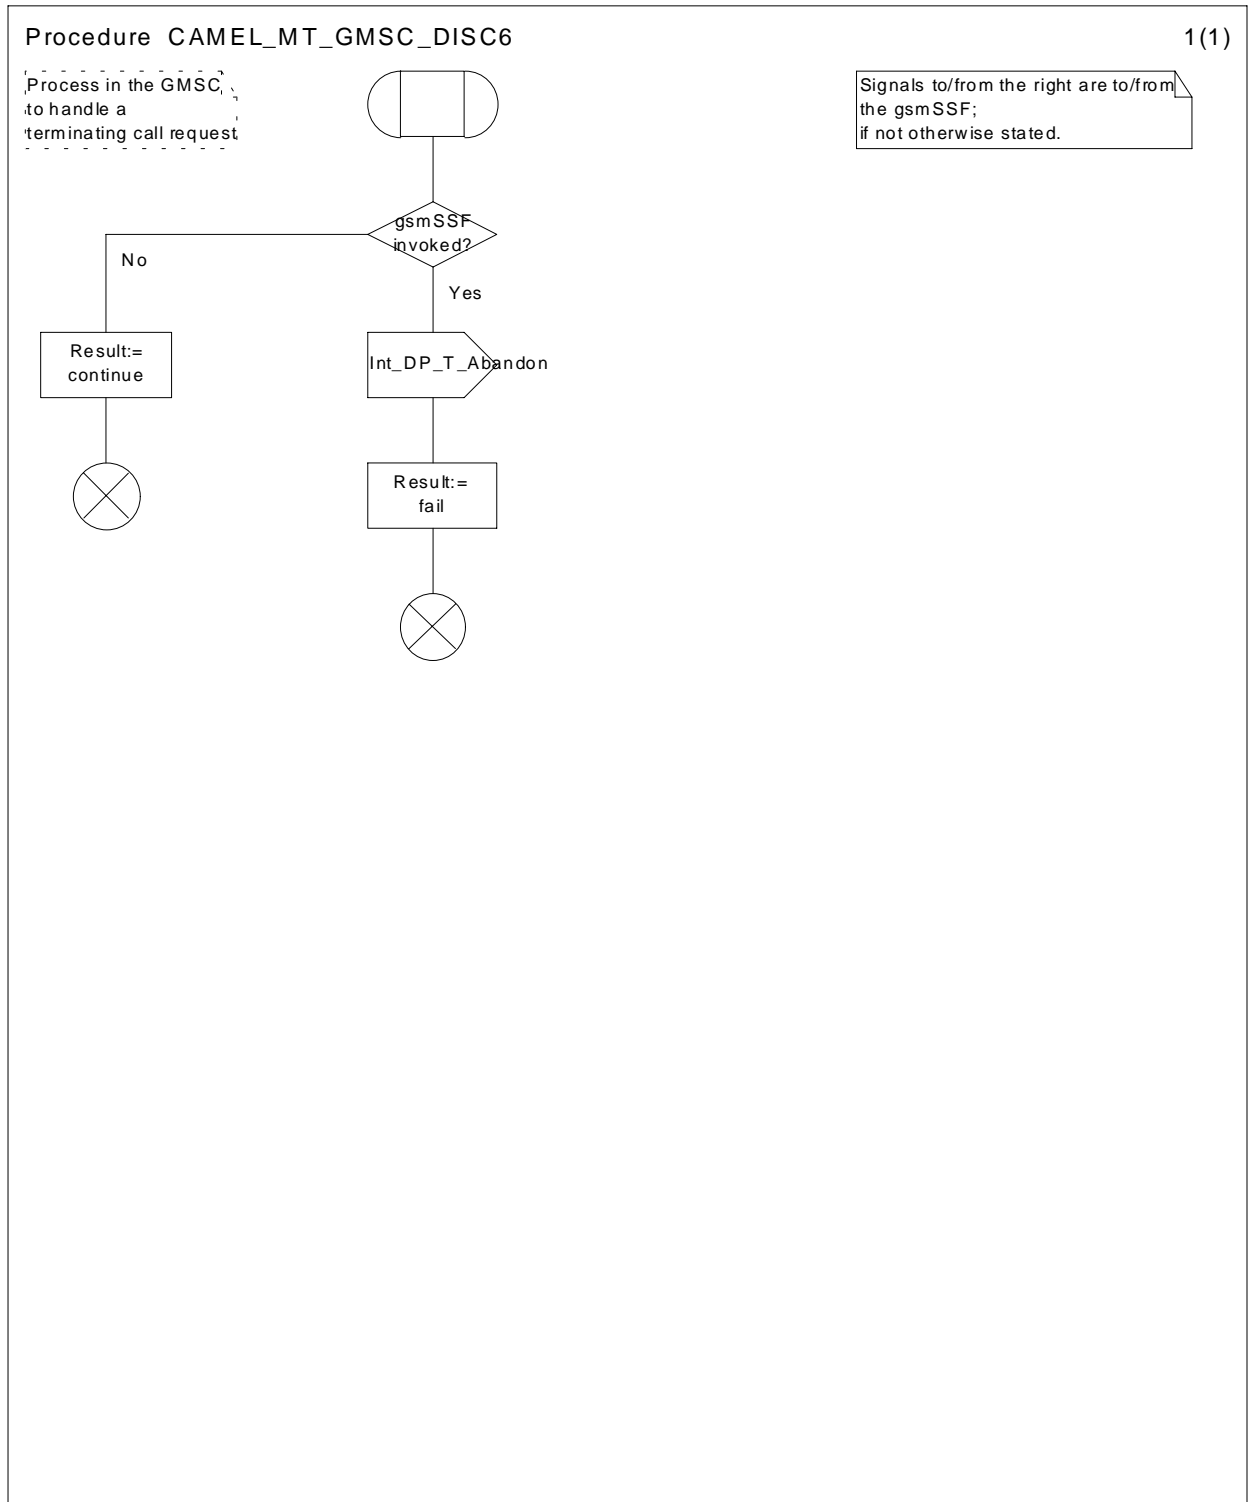 Procedure CAMEL_MT_GMSC_DISC6
1(1)
Process in the GMSC
to handle a
terminating call request
Signals to/from the right are to/from
the gsmSSF;
if not otherwise stated.
gsmSSF
invoked?
No
Yes
Result:=
continue
Int_DP_T_Abandon
Result:=
fail